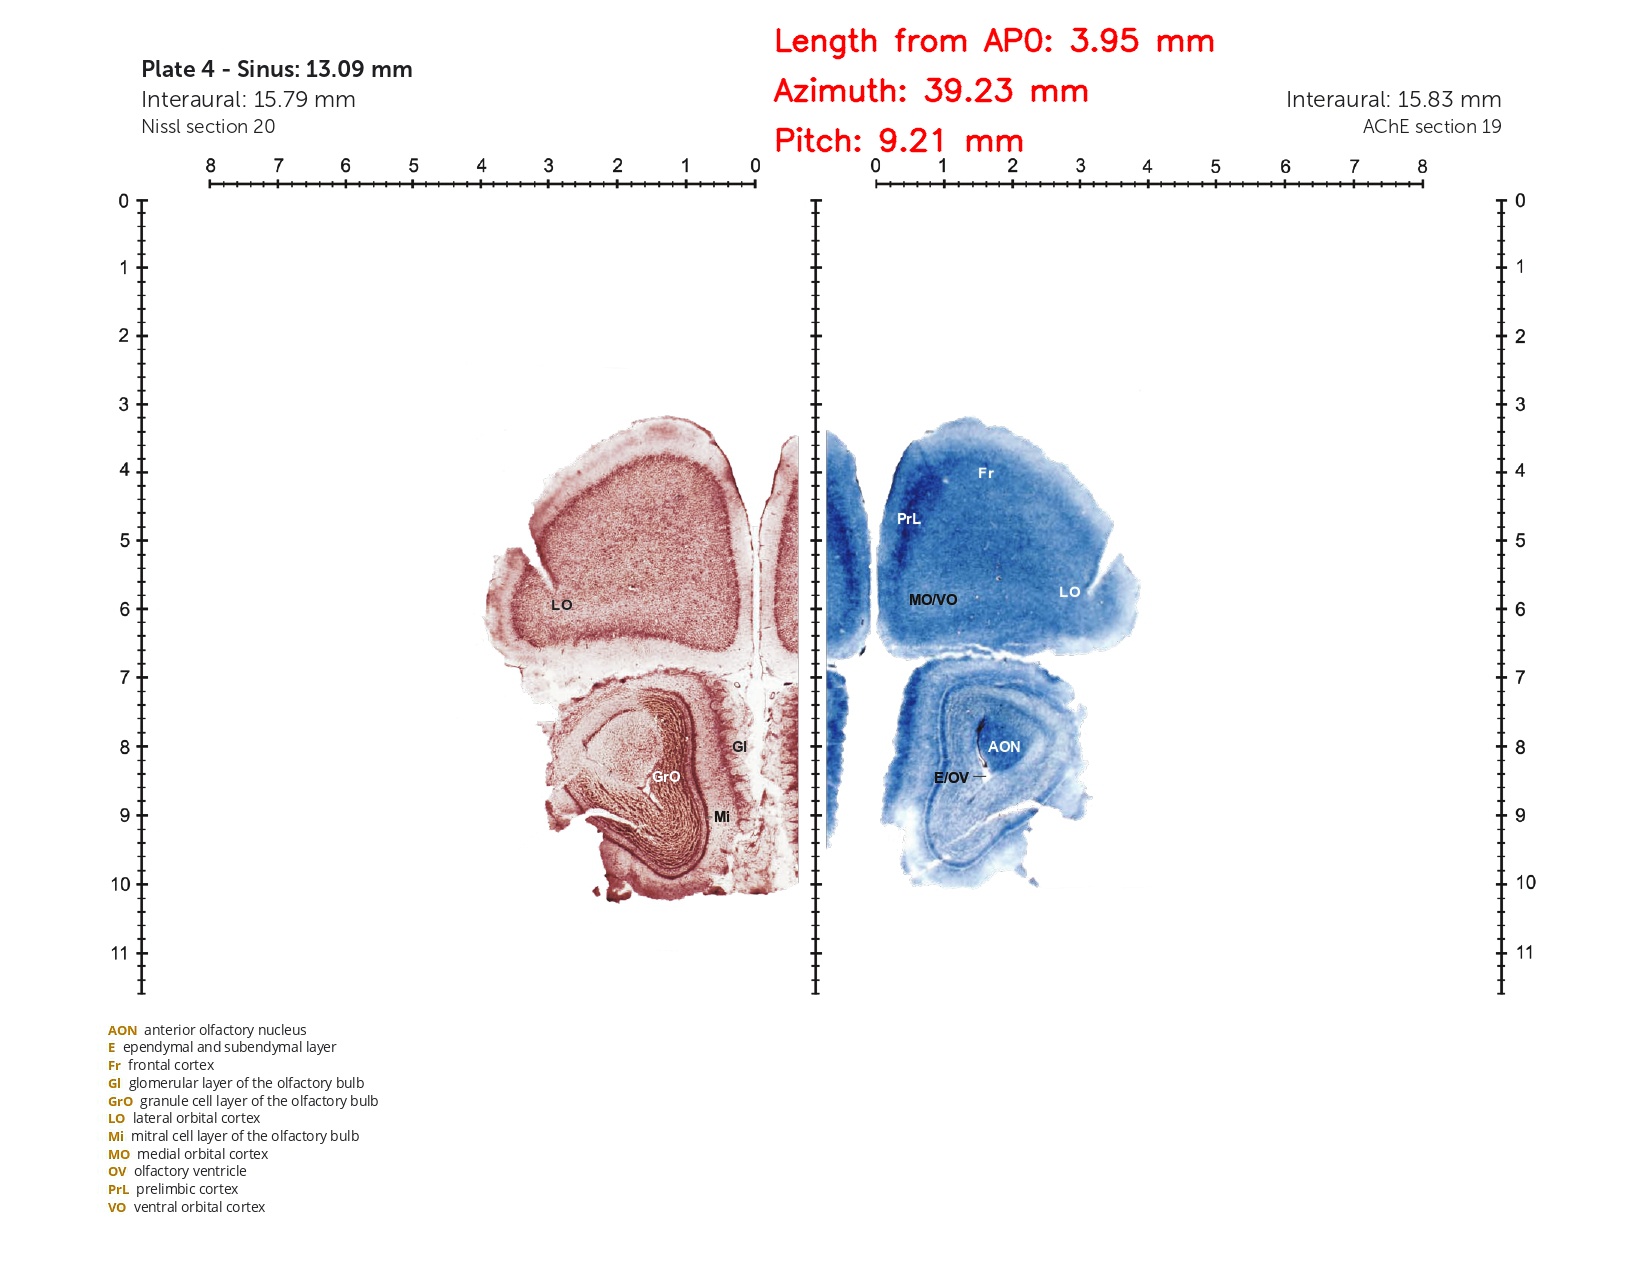 Length from AP0: 3.95 mm
Plate 4 - Sinus: 13.09 mm
Azimuth: 39.23 mm
Interaural: 15.79 mm
Interaural: 15.83 mm
Nissl section 20
AChE section 19
Pitch: 9.21 mm
8 7 6 5 4 3 2 1 0
0 1 2 3 4 5 6 7 8
0 0
1 1
2 2
3 3
4 4
Fr
PrL
5 5
LO
LO
MO/VO
6 6
7 7
8 8
Gl
AON
GrO
E/OV
9 9
Mi
10 10
11 11
AON anterior olfactory nucleus
E ependymal and subendymal layer
Fr frontal cortex
Gl glomerular layer of the olfactory bulb
GrO granule cell layer of the olfactory bulb
LO lateral orbital cortex
Mi mitral cell layer of the olfactory bulb
MO medial orbital cortex
OV olfactory ventricle
PrL prelimbic cortex
VO ventral orbital cortex